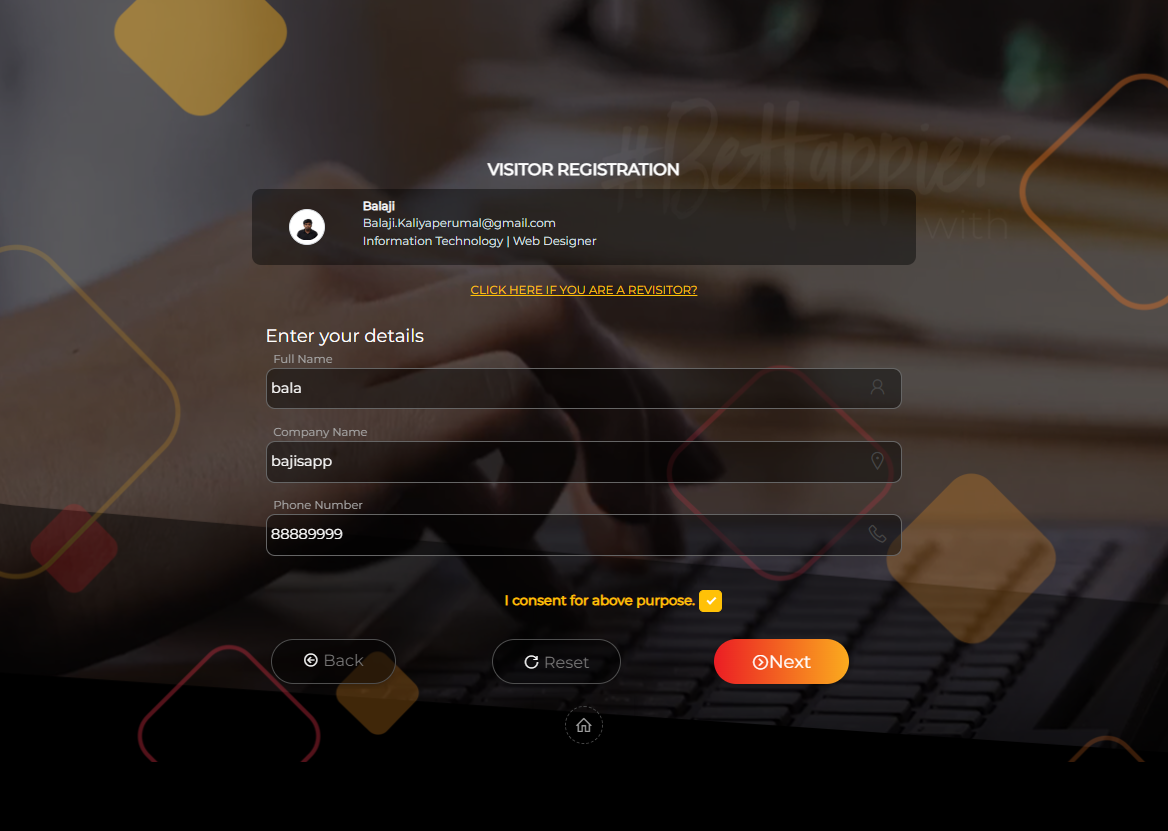 #BeHappier
with
VISITOR REGISTRATION
Balaji
Balaji.Kaliyaperumal@gmail.com
Information Technology | Web Designer
CLICK HERE IF YOU ARE A REVISITOR?
Enter your details
Full Name
bala
Company Name
bajisapp
Phone Number
88889999
I consent for above purpose.
Back
Reset
Next